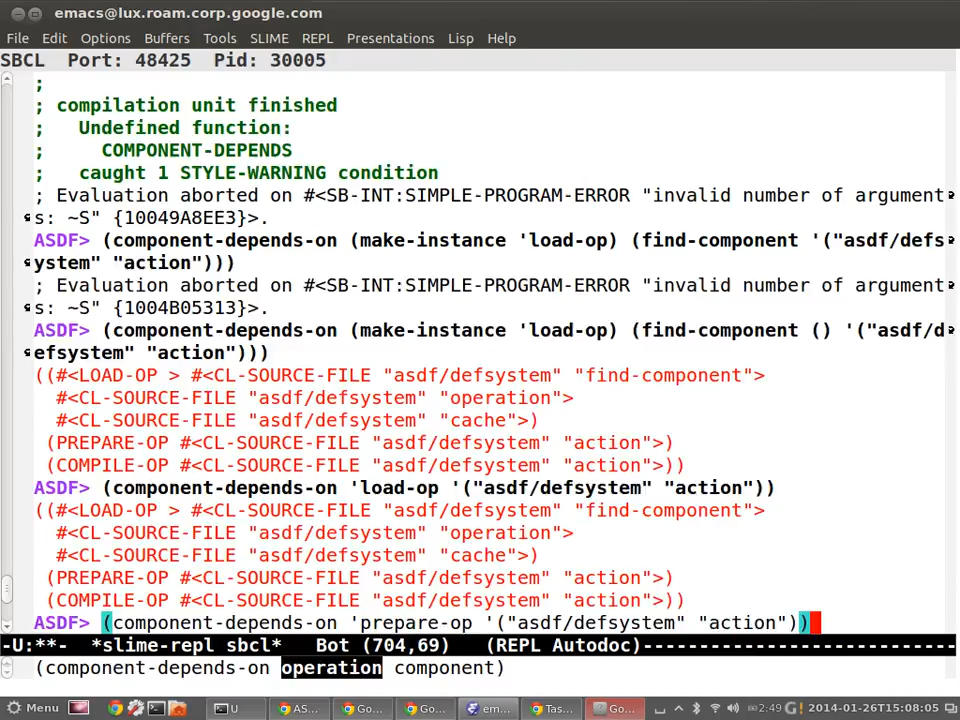 emacs@lux.roam.corp.google.com
File Edit Options Buffers Tools SLIME REPL Presentations Lisp Help
SBCL  Port: 48425  Pid: 30005
;
; compilation unit finished
;   Undefined function:
;     COMPONENT-DEPENDS
;   caught 1 STYLE-WARNING condition
; Evaluation aborted on #<SB-INT:SIMPLE-PROGRAM-ERROR "invalid number of argument
s: ~S" {10049A8EE3}>.
ASDF> (component-depends-on (make-instance 'load-op) (find-component '("asdf/defs
ystem" "action")))
; Evaluation aborted on #<SB-INT:SIMPLE-PROGRAM-ERROR "invalid number of argument
s: ~S" {1004B05313}>.
ASDF> (component-depends-on (make-instance 'load-op) (find-component () '("asdf/d
efsystem" "action")))
((#<LOAD-OP > #<CL-SOURCE-FILE "asdf/defsystem" "find-component">
  #<CL-SOURCE-FILE "asdf/defsystem" "operation">
  #<CL-SOURCE-FILE "asdf/defsystem" "cache">)
 (PREPARE-OP #<CL-SOURCE-FILE "asdf/defsystem" "action">)
 (COMPILE-OP #<CL-SOURCE-FILE "asdf/defsystem" "action">))
ASDF> (component-depends-on 'load-op '("asdf/defsystem" "action"))
((#<LOAD-OP > #<CL-SOURCE-FILE "asdf/defsystem" "find-component">
  #<CL-SOURCE-FILE "asdf/defsystem" "operation">
  #<CL-SOURCE-FILE "asdf/defsystem" "cache">)
 (PREPARE-OP #<CL-SOURCE-FILE "asdf/defsystem" "action">)
 (COMPILE-OP #<CL-SOURCE-FILE "asdf/defsystem" "action">))
ASDF> (component-depends-on 'prepare-op '("asdf/defsystem" "action"))
-U:**-  *slime-repl sbcl*   Bot (704,69)   (REPL Autodoc)----------------------------
(component-depends-on operation component)
Menu U AS... Go... Go... em... Tas... Go... 2:49 2014-01-26T15:08:05